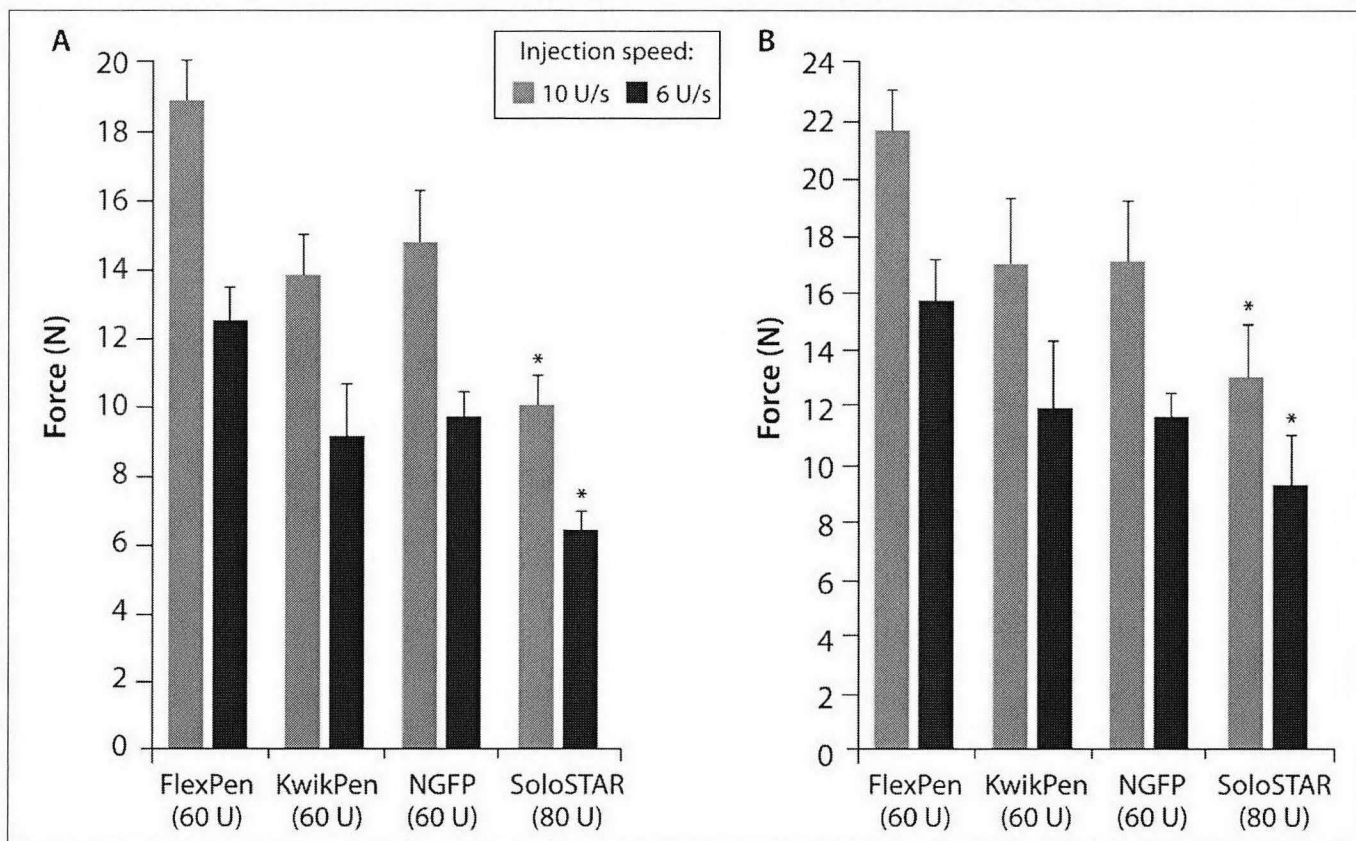 A
Injection speed:
10 U/s 6 U/s
Force (N)
20
18
16
14
12
10
8
6
4
2
0
*
*
FlexPen KwikPen NGFP SoloSTAR
(60 U) (60 U) (60 U) (80 U)
B
Force (N)
24
22
20
18
16
14
12
10
8
6
4
2
0
*
*
FlexPen KwikPen NGFP SoloSTAR
(60 U) (60 U) (60 U) (80 U)